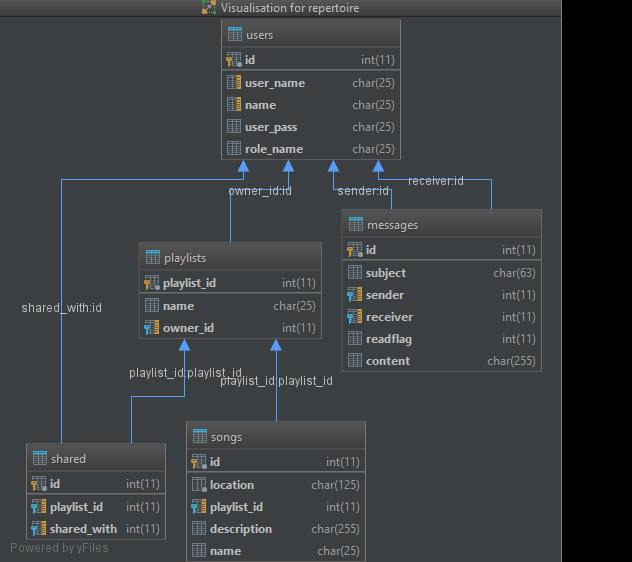 Visualisation for repertoire
users
id int(11)
user_name char(25)
name char(25)
user_pass char(25)
role_name char(25)
owner_id:id
sender:id
receiver:id
messages
id int(11)
subject char(63)
sender int(11)
receiver int(11)
readflag int(11)
content char(255)
playlists
playlist_id int(11)
name char(25)
owner_id int(11)
shared_with:id
playlist_id:playlist_id
playlist_id:playlist_id
shared
id int(11)
playlist_id int(11)
shared_with int(11)
songs
id int(11)
location char(125)
playlist_id int(11)
description char(255)
name char(25)
Powered by yFiles